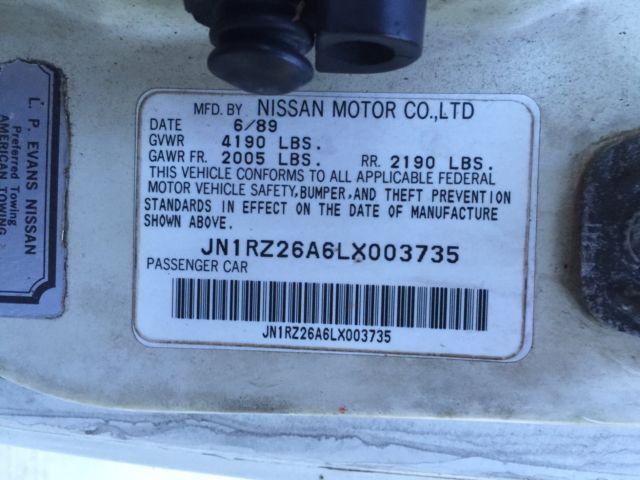 MFD. BY NISSAN MOTOR CO.,LTD
DATE 6/89
GVWR 4190 LBS.
GAWR FR. 2005 LBS. RR. 2190 LBS.
THIS VEHICLE CONFORMS TO ALL APPLICABLE FEDERAL
MOTOR VEHICLE SAFETY,BUMPER,AND THEFT PREVENTION
STANDARDS IN EFFECT ON THE DATE OF MANUFACTURE
SHOWN ABOVE.
JN1RZ26A6LX003735
PASSENGER CAR
JN1RZ26A6LX003735
L. P. EVANS NISSAN
Preferred Towing
AMERICAN TOWING